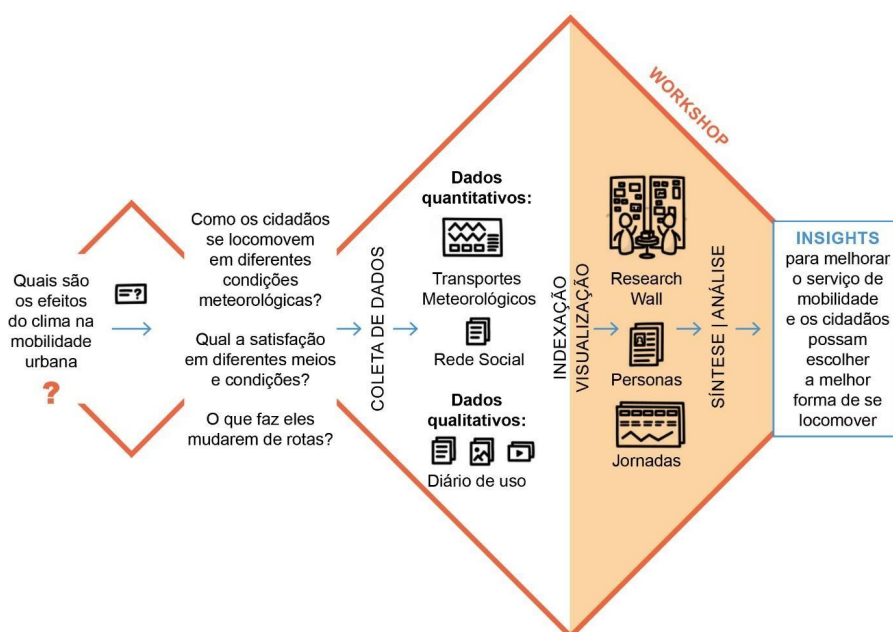 Quais são
os efeitos
do clima na
mobilidade
urbana
?
?
Como os cidadãos
se locomovem
em diferentes
condições
meteorológicas?
Qual a satisfação
em diferentes meios
e condições?
O que faz eles
mudarem de rotas?
COLETA DE DADOS
Dados
quantitativos:
Transportes
Meteorológicos
Rede Social
Dados
qualitativos:
Diário de uso
INDEXAÇÃO
VISUALIZAÇÃO
WORKSHOP
Research
Wall
Personas
Jornadas
SÍNTESE | ANÁLISE
INSIGHTS
para melhorar
o serviço de
mobilidade
e os cidadãos
possam
escolher
a melhor
forma de se
locomover